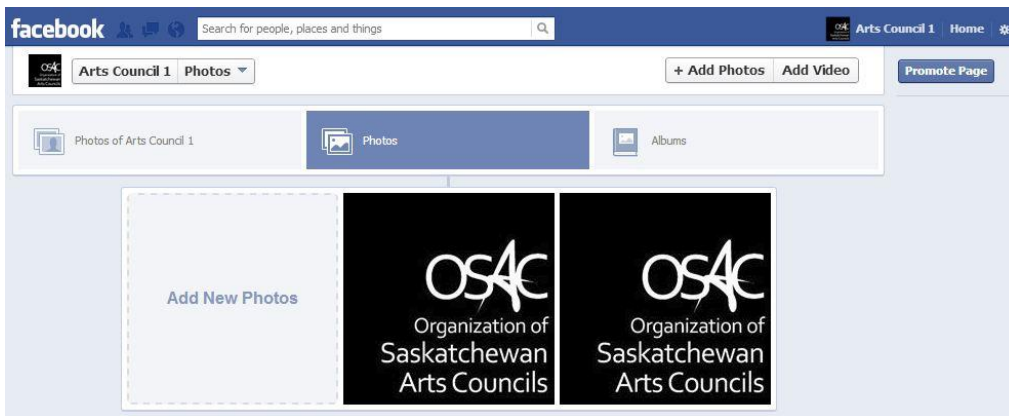 facebook Search for people, places and things Arts Council 1 Home
Arts Council 1 Photos + Add Photos Add Video Promote Page
Photos of Arts Council 1 Photos Albums
Add New Photos
OSAC
Organization of
Saskatchewan
Arts Councils
OSAC
Organization of
Saskatchewan
Arts Councils